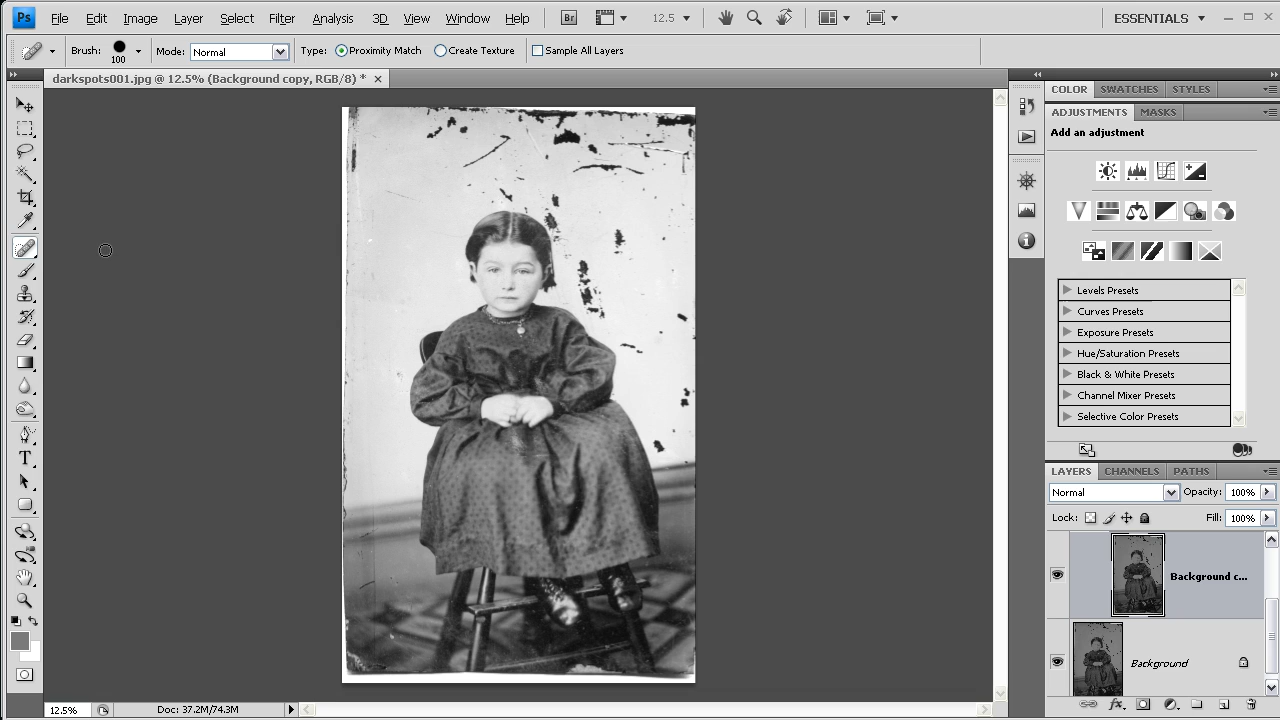 Ps File Edit Image Layer Select Filter Analysis 3D View Window Help Br 12.5 ESSENTIALS
Brush: 100 Mode: Normal Type: Proximity Match Create Texture Sample All Layers
darkspots001.jpg @ 12.5% (Background copy, RGB/8) *
COLOR SWATCHES STYLES
ADJUSTMENTS MASKS
Add an adjustment
Levels Presets
Curves Presets
Exposure Presets
Hue/Saturation Presets
Black & White Presets
Channel Mixer Presets
Selective Color Presets
LAYERS CHANNELS PATHS
Normal Opacity: 100%
Lock: Fill: 100%
Background c...
Background
12.5% Doc: 37.2M/74.3M